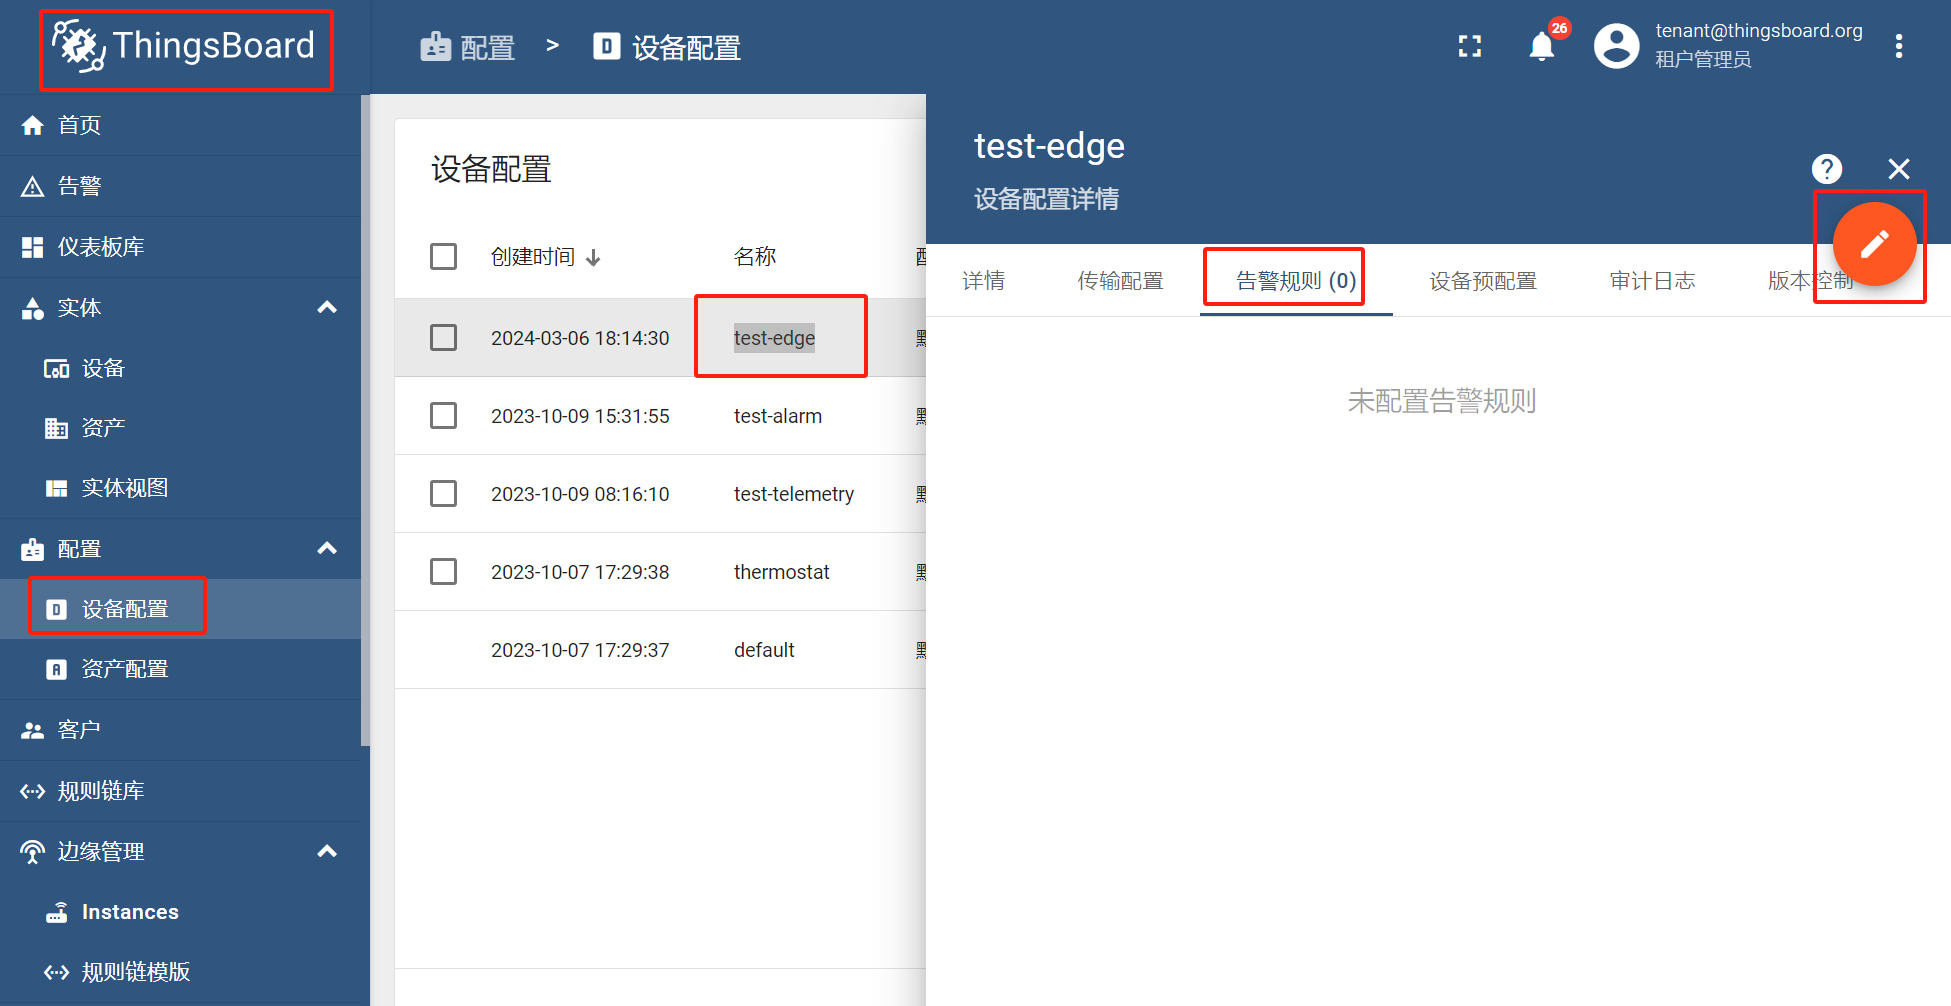 ThingsBoard
首页
告警
仪表板库
实体
设备
资产
实体视图
配置
D 设备配置
A 资产配置
客户
规则链库
边缘管理
Instances
规则链模版
配置 > D 设备配置
26
tenant@thingsboard.org
租户管理员
设备配置
创建时间 名称
2024-03-06 18:14:30 test-edge
2023-10-09 15:31:55 test-alarm
2023-10-09 08:16:10 test-telemetry
2023-10-07 17:29:38 thermostat
2023-10-07 17:29:37 default
test-edge
设备配置详情
详情 传输配置 告警规则 (0) 设备预配置 审计日志 版本控制
未配置告警规则